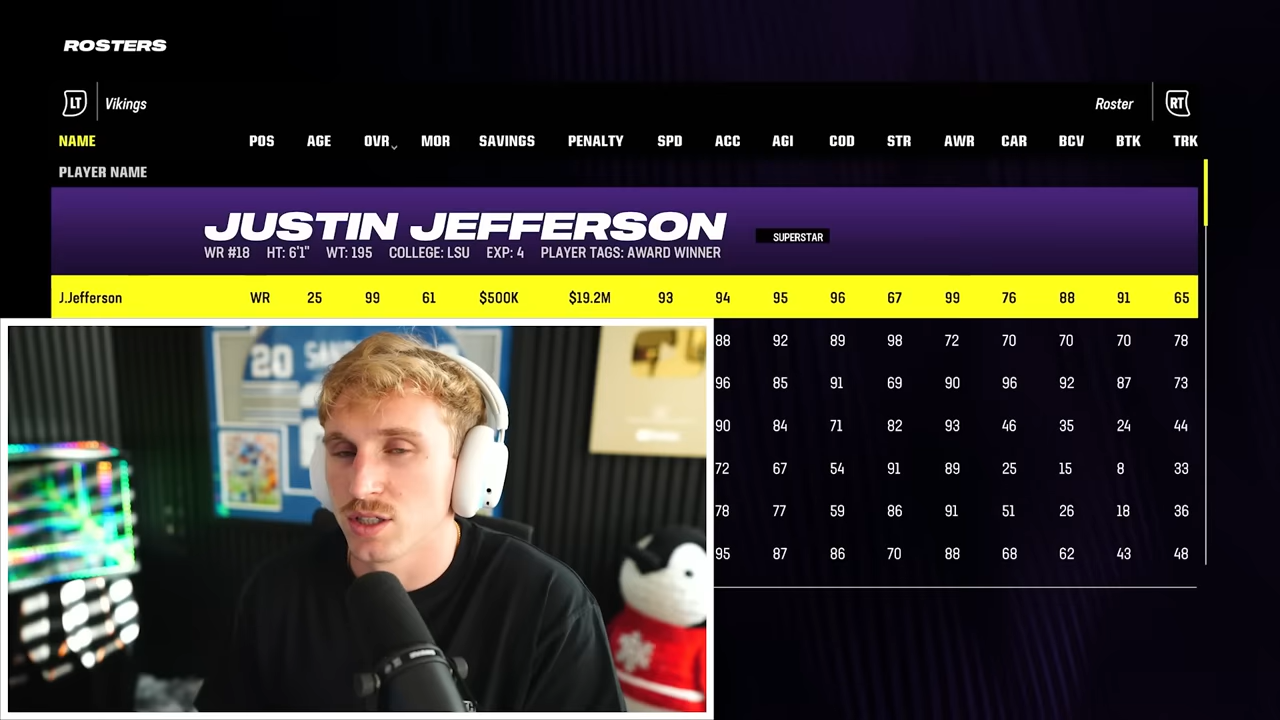 ROSTERS
LT Vikings Roster RT
NAME POS AGE OVR MOR SAVINGS PENALTY SPD ACC AGI COD STR AWR CAR BCV BTK TRK
PLAYER NAME
JUSTIN JEFFERSON
SUPERSTAR
WR #18 HT: 6'1" WT: 195 COLLEGE: LSU EXP: 4 PLAYER TAGS: AWARD WINNER
J.Jefferson WR 25 99 61 $500K $19.2M 93 94 95 96 67 99 76 88 91 65
88 92 89 98 72 70 70 70 78
96 85 91 69 90 96 92 87 73
90 84 71 82 93 46 35 24 44
72 67 54 91 89 25 15 8 33
78 77 59 86 91 51 26 18 36
95 87 86 70 88 68 62 43 48
20 SAND